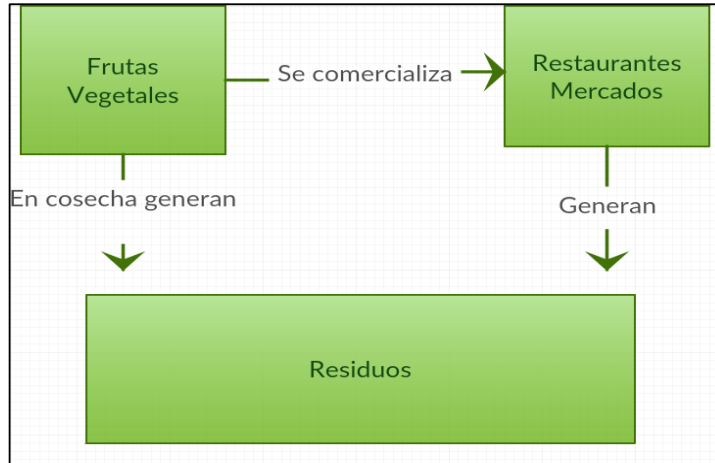 Frutas
Vegetales
Se comercializa
Restaurantes
Mercados
En cosecha generan
Generan
Residuos